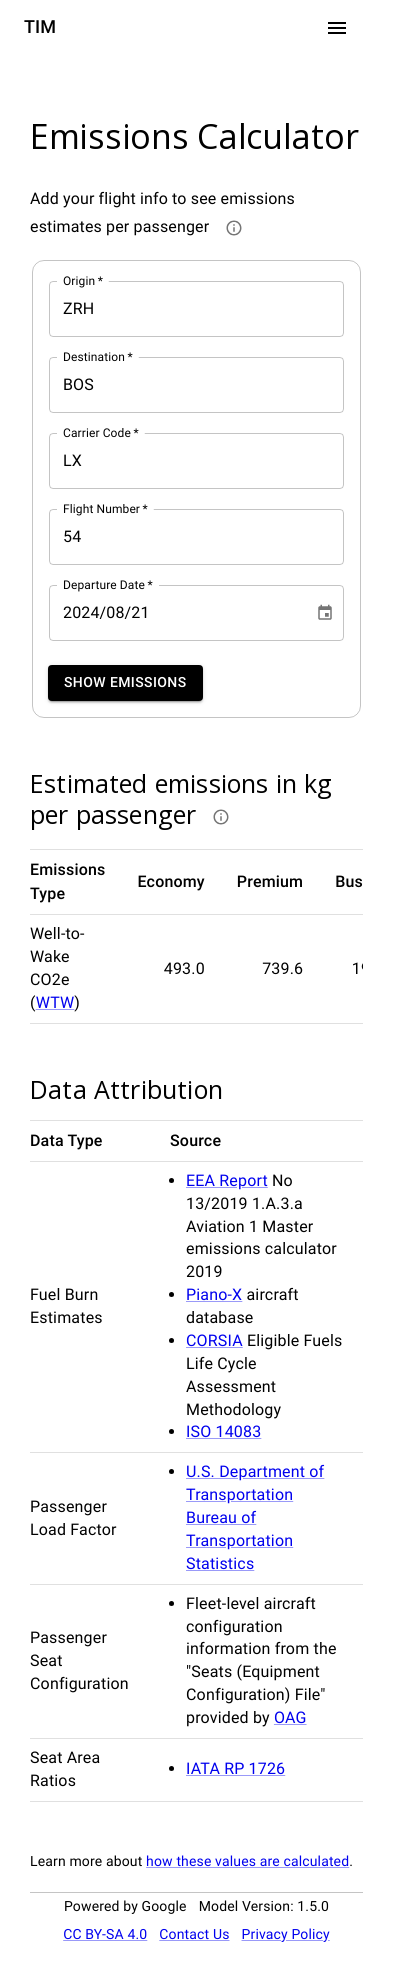 TIM
Emissions Calculator
Add your flight info to see emissions
estimates per passenger
Origin *
ZRH
Destination *
BOS
Carrier Code *
LX
Flight Number *
54
Departure Date *
2024/08/21
SHOW EMISSIONS
Estimated emissions in kg
per passenger
Emissions
Type
Economy
Premium
Bus
Well-to-
Wake
CO2e
(WTW)
493.0
739.6
Data Attribution
Data Type
Source
Fuel Burn
Estimates
• EEA Report No
13/2019 1.A.3.a
Aviation 1 Master
emissions calculator
2019
• Piano-X aircraft
database
• CORSIA Eligible Fuels
Life Cycle
Assessment
Methodology
• ISO 14083
Passenger
Load Factor
• U.S. Department of
Transportation
Bureau of
Transportation
Statistics
Passenger
Seat
Configuration
• Fleet-level aircraft
configuration
information from the
"Seats (Equipment
Configuration) File"
provided by OAG
Seat Area
Ratios
• IATA RP 1726
Learn more about how these values are calculated.
Powered by Google Model Version: 1.5.0
CC BY-SA 4.0 Contact Us Privacy Policy